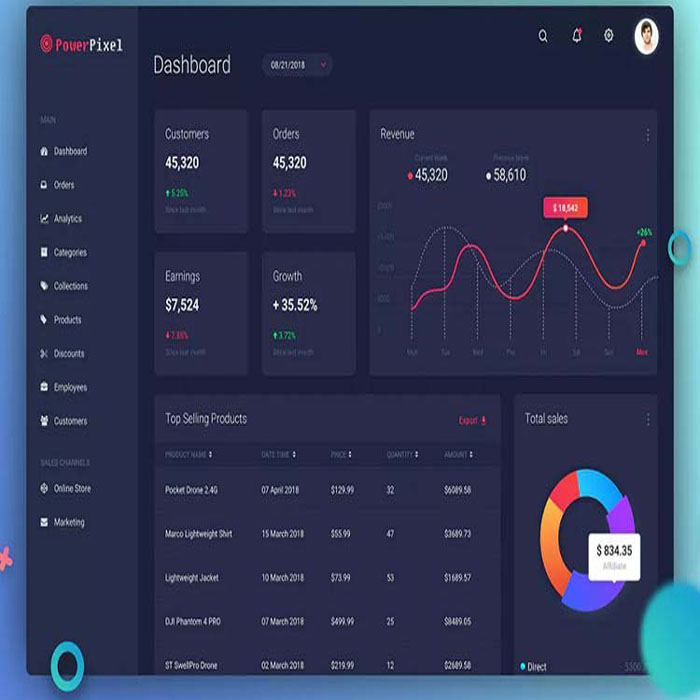 PowerPixel
Dashboard
08/21/2018
MAIN
Dashboard
Orders
Analytics
Categories
Collections
Products
Discounts
Employees
Customers
SALES CHANNELS
Online Store
Marketing
Customers
45,320
5.25%
Since last month
Orders
45,320
1.23%
Since last month
Earnings
$7,524
7.85%
Since last month
Growth
+ 35.52%
3.72%
Since last month
Revenue
Current Week
45,320
Previous Week
58,610
$ 18,542
+26%
Mon Tue Wed Thu Fri Sat Sun Mon
Top Selling Products
Export
PRODUCT NAME DATE TIME PRICE QUANTITY AMOUNT
Pocket Drone 2.4G 07 April 2018 $129.99 32 $6089.58
Marco Lightweight Shirt 15 March 2018 $55.99 47 $3689.73
Lightweight Jacket 10 March 2018 $73.99 53 $1689.57
DJI Phantom 4 PRO 07 March 2018 $499.99 25 $8489.05
ST SwellPro Drone 02 March 2018 $219.99 12 $2689.58
Total sales
$ 834.35
Affiliate
Direct